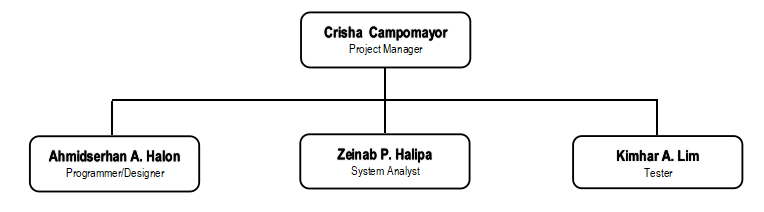 Crisha Campomayor
Project Manager
Ahmidserhan A. Halon
Programmer/Designer
Zeinab P. Halipa
System Analyst
Kimhar A. Lim
Tester